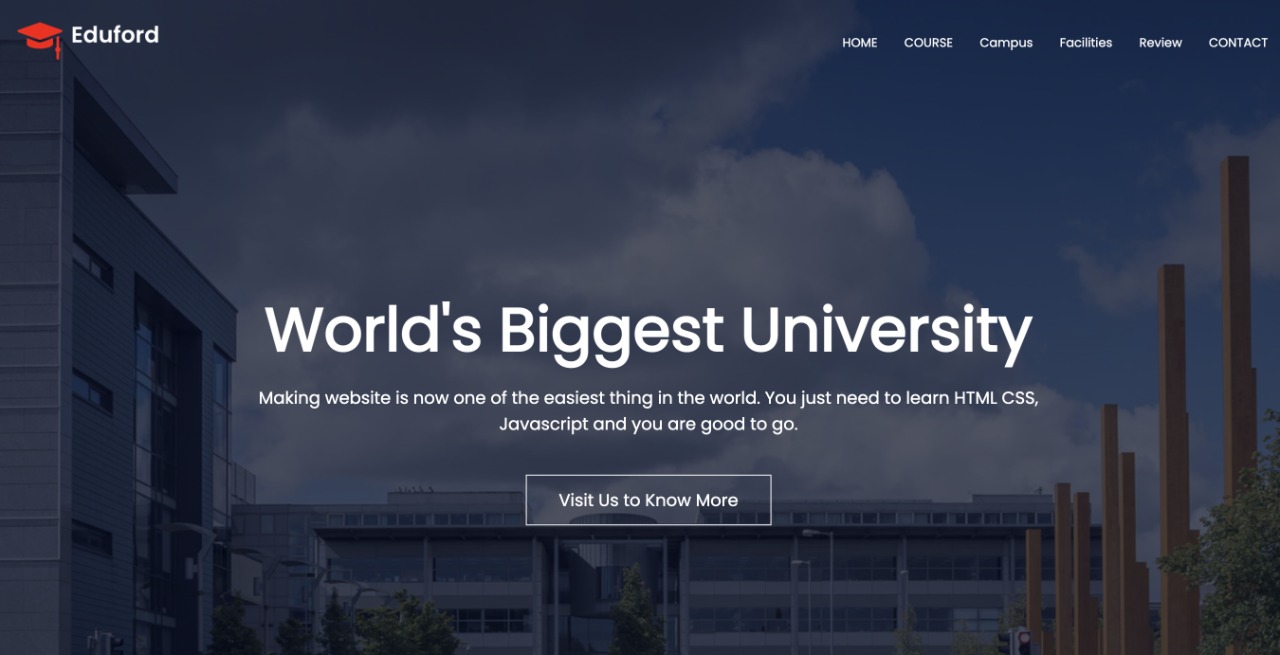 Eduford
HOME COURSE Campus Facilities Review CONTACT
World's Biggest University
Making website is now one of the easiest thing in the world. You just need to learn HTML CSS,
Javascript and you are good to go.
Visit Us to Know More